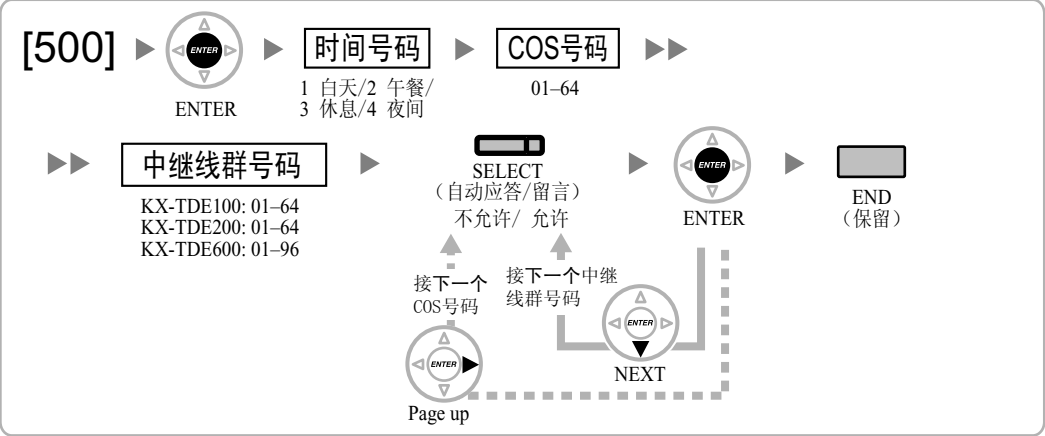 [500]
ENTER
ENTER
时间号码
1 白天/2 午餐/
3 休息/4 夜间
COS号码
01–64
中继线群号码
KX-TDE100: 01–64
KX-TDE200: 01–64
KX-TDE600: 01–96
SELECT
（自动应答/留言）
不允许/ 允许
ENTER
ENTER
END
（保留）
接下一个
COS号码
ENTER
Page up
接下一个中继
线群号码
ENTER
NEXT